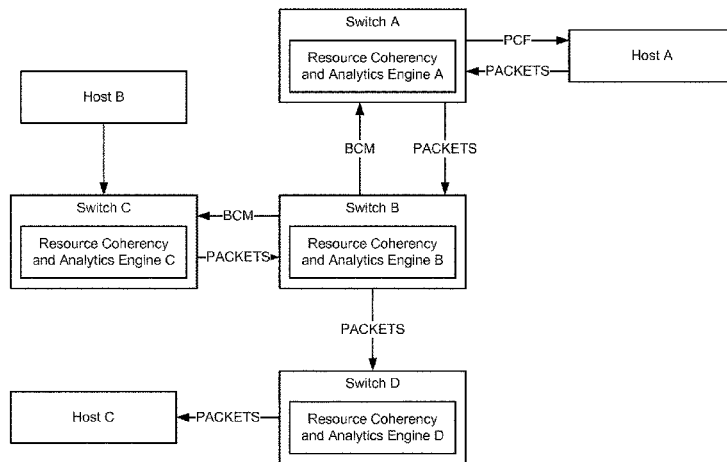 Switch A
Resource Coherency
and Analytics Engine A
PCF
PACKETS
Host A
Host B
BCM
PACKETS
Switch C
Resource Coherency
and Analytics Engine C
BCM
PACKETS
Switch B
Resource Coherency
and Analytics Engine B
PACKETS
Switch D
Resource Coherency
and Analytics Engine D
PACKETS
Host C